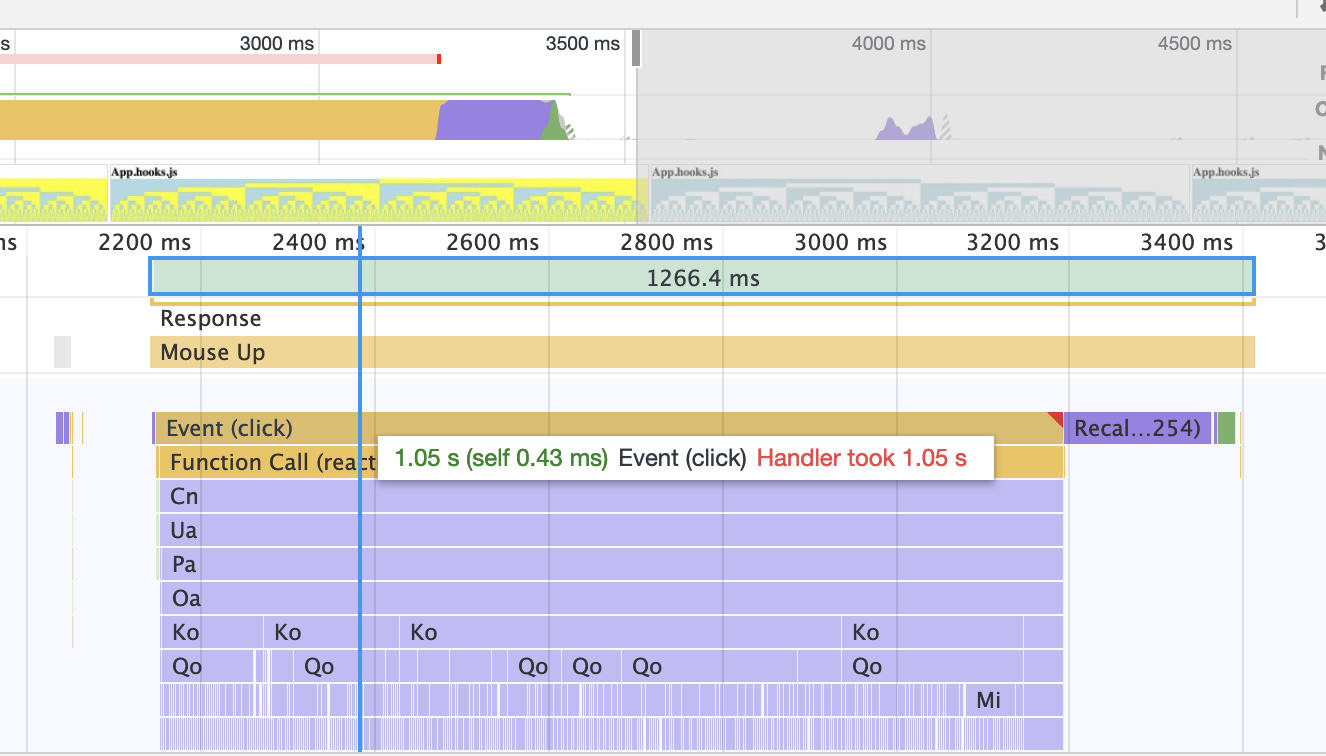 s 3000 ms 3500 ms 4000 ms 4500 ms
App.hooks.js App.hooks.js App.hooks.js
ms 2200 ms 2400 ms 2600 ms 2800 ms 3000 ms 3200 ms 3400 ms 3
1266.4 ms
Response
Mouse Up
Event (click) Recal...254)
Function Call (react
1.05 s (self 0.43 ms) Event (click) Handler took 1.05 s
Cn
Ua
Pa
Oa
Ko Ko Ko Ko
Qo Qo Qo Qo Qo Qo
Mi